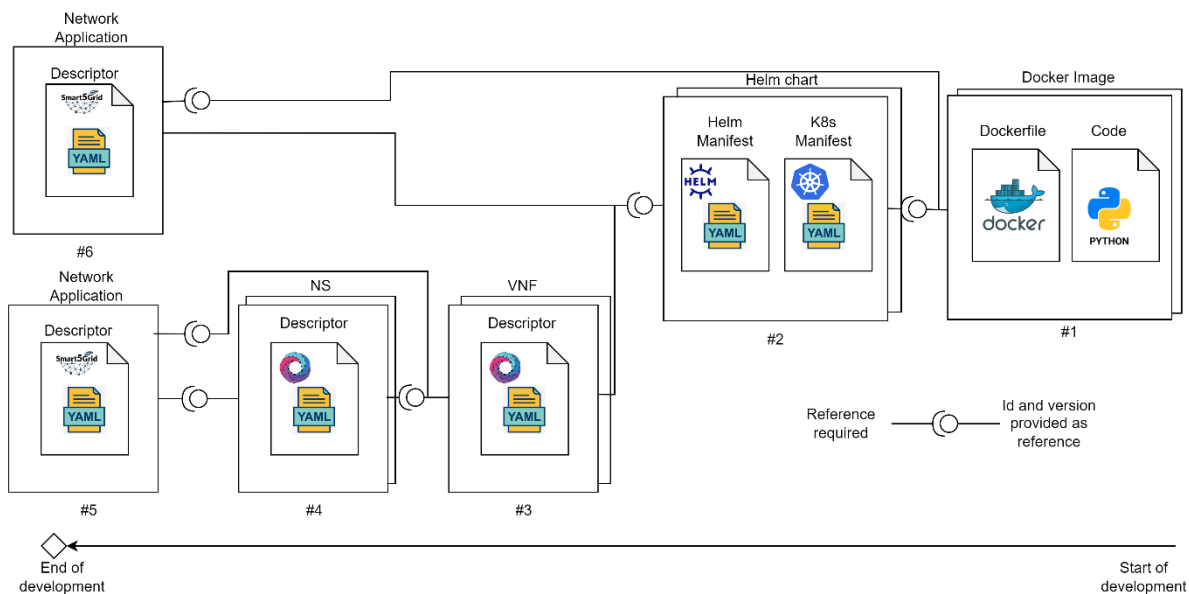 Network
Application
Descriptor
Smart5Grid
YAML
#6
Helm chart
Helm
Manifest
HELM
YAML
K8s
Manifest
YAML
#2
Docker Image
Dockerfile
docker
Code
PYTHON
#1
Network
Application
Descriptor
Smart5Grid
YAML
#5
NS
Descriptor
YAML
#4
VNF
Descriptor
YAML
#3
Reference
required
Id and version
provided as
reference
End of
development
Start of
development